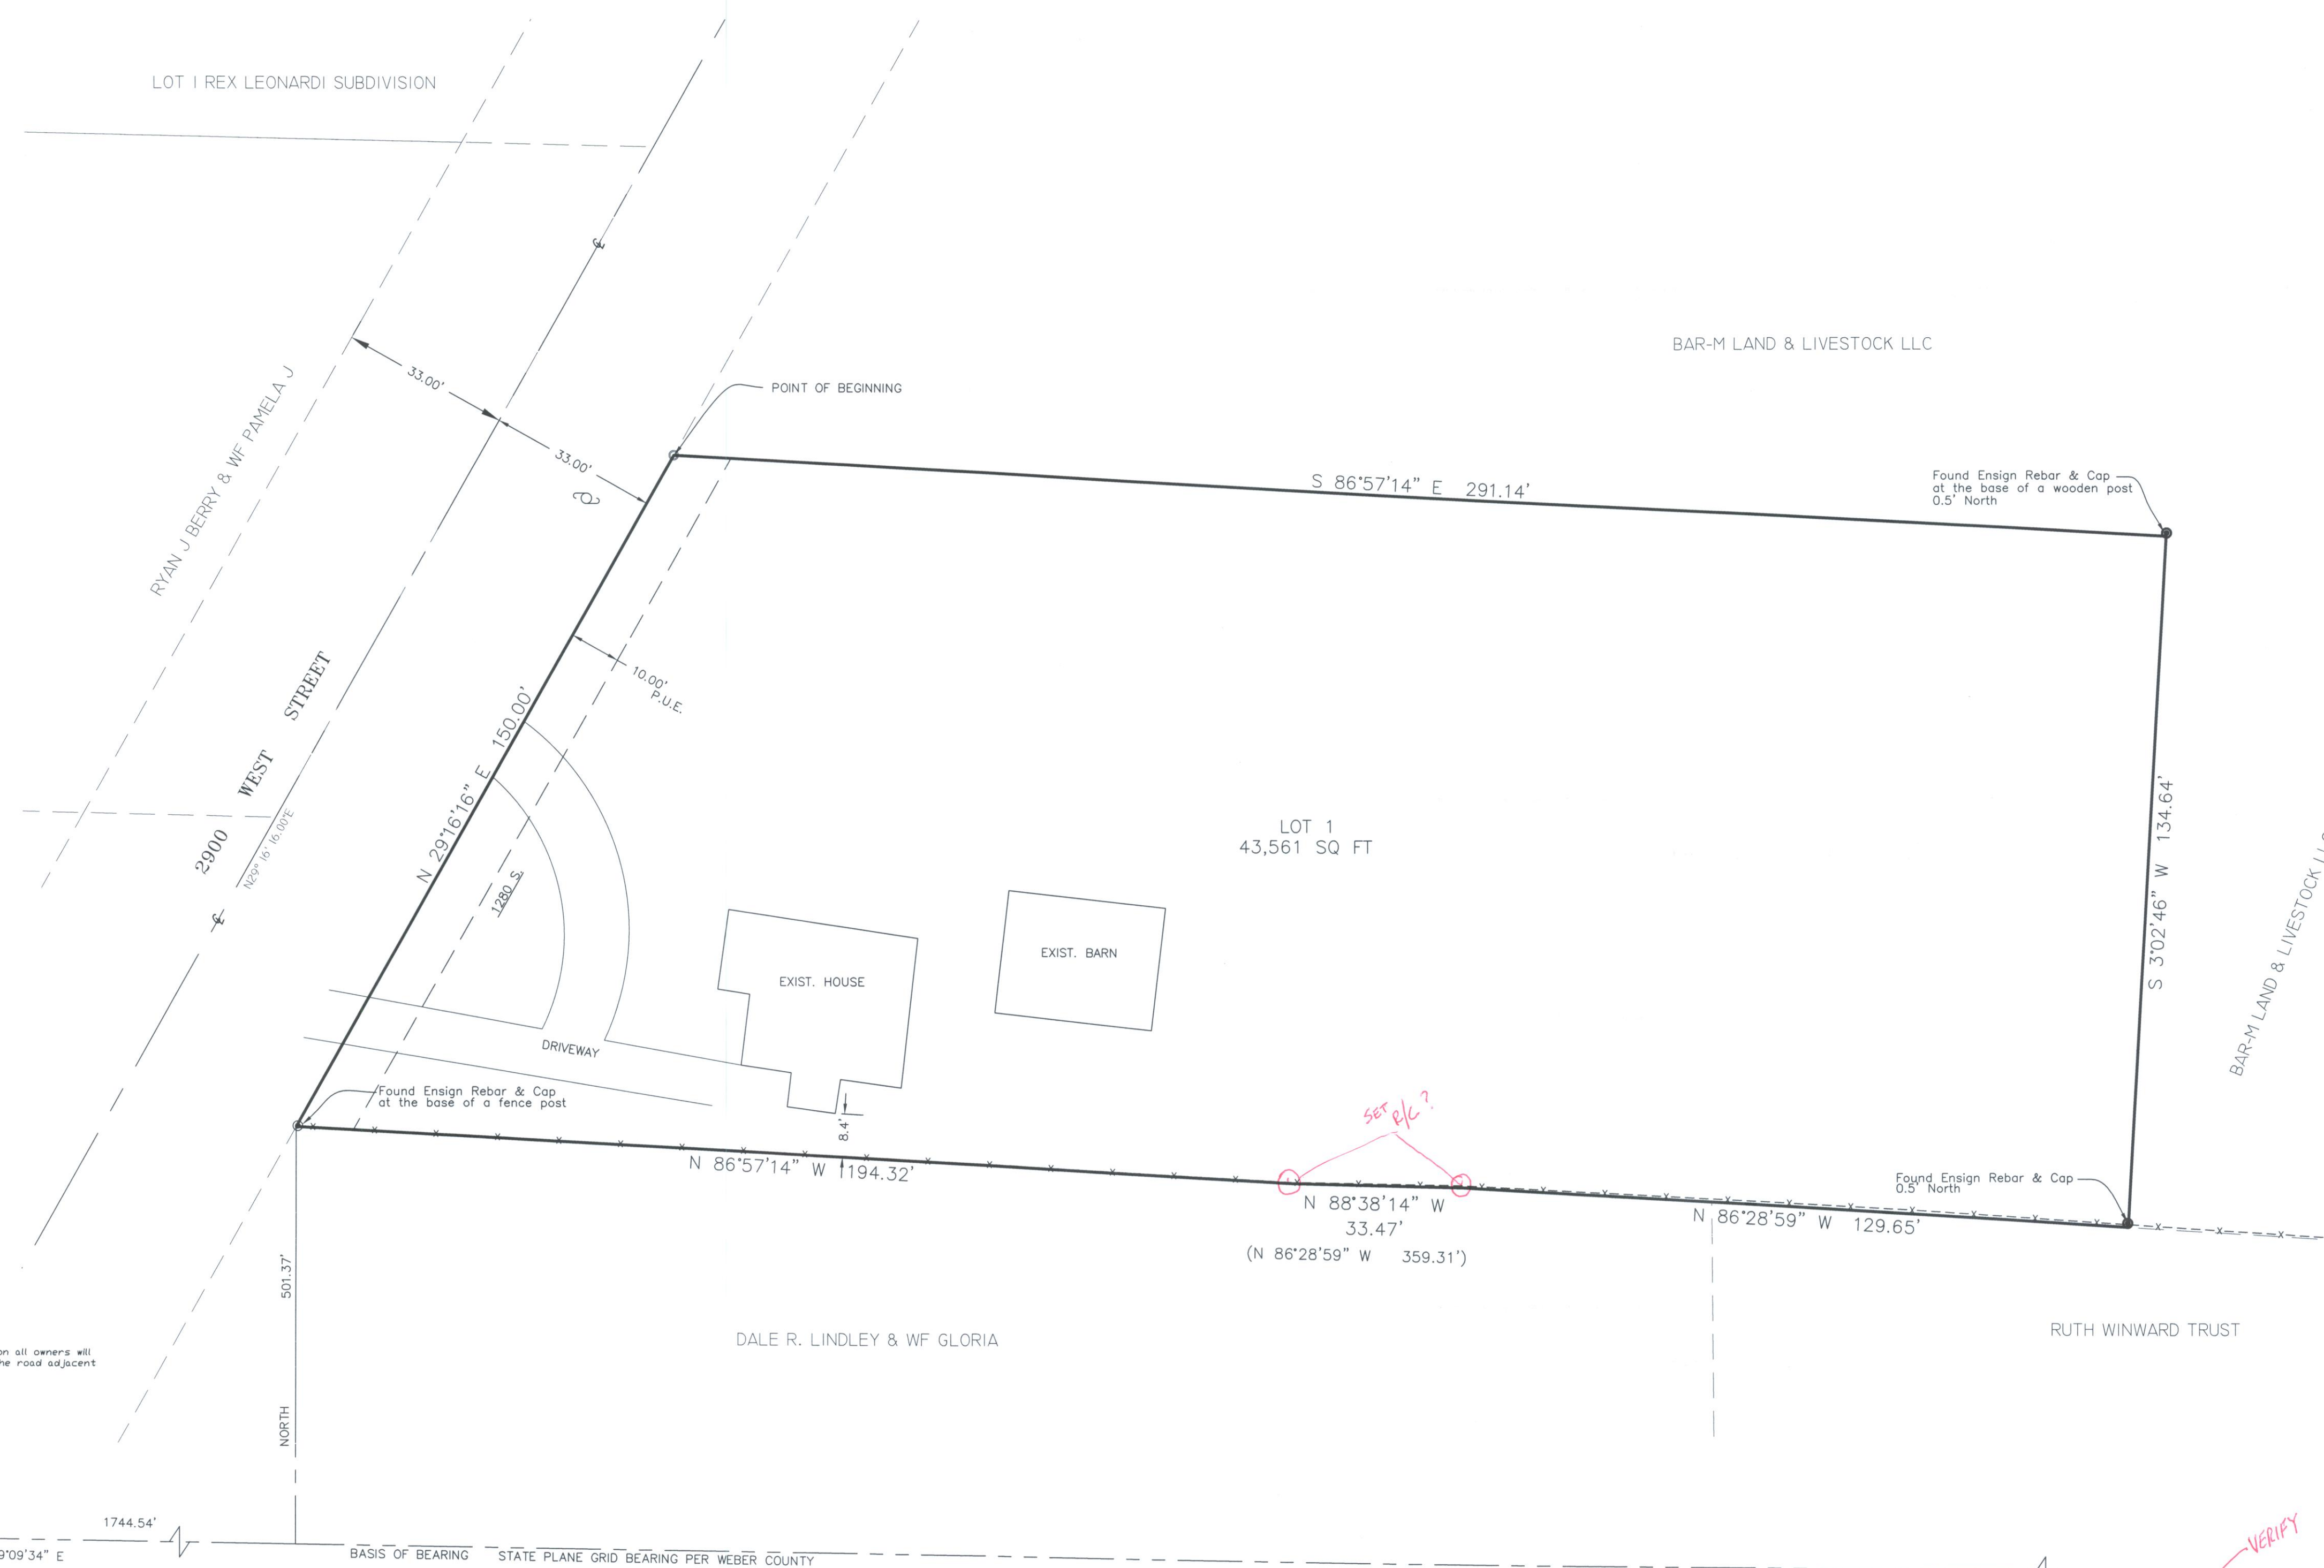 LOT 1 REX LEONARDI SUBDIVISION
BAR-M LAND & LIVESTOCK LLC
33.00'
POINT OF BEGINNING
33.00'
RYAN J BERRY & WF PAMELA J
S 86°57'14" E 291.14'
Found Ensign Rebar & Cap
at the base of a wooden post
0.5' North
10.00'
P.U.E.
2900 WEST STREET
N29° 16' 16.00"E
N 29°16'16" E 150.00'
1280 S.
LOT 1
43,561 SQ FT
S 3°02'46" W 134.64'
BAR-M LAND & LIVESTOCK
EXIST. HOUSE
EXIST. BARN
DRIVEWAY
Found Ensign Rebar & Cap
at the base of a fence post
8.4'
SET R/C?
N 86°57'14" W 194.32'
N 88°38'14" W
33.47'
(N 86°28'59" W 359.31')
Found Ensign Rebar & Cap
0.5' North
N 86°28'59" W 129.65'
501.37'
NORTH
DALE R. LINDLEY & WF GLORIA
RUTH WINWARD TRUST
on all owners will
he road adjacent
1744.54'
9°09'34" E
BASIS OF BEARING STATE PLANE GRID BEARING PER WEBER COUNTY
VERIFY